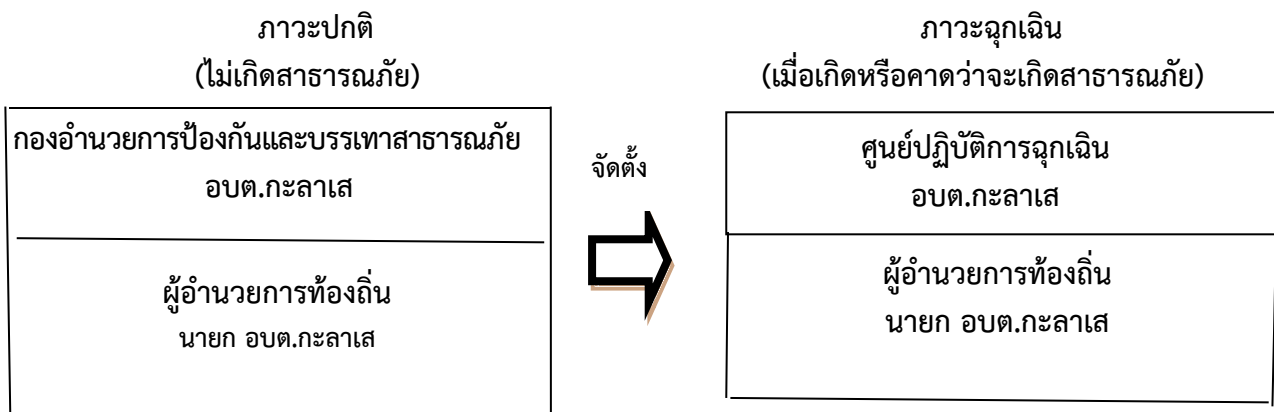 ภาวะปกติ
(ไม่เกิดสาธารณภัย)
กองอำนวยการป้องกันและบรรเทาสาธารณภัย
อบต.กะลาเส
ผู้อำนวยการท้องถิ่น
นายก อบต.กะลาเส
จัดตั้ง
ภาวะฉุกเฉิน
(เมื่อเกิดหรือคาดว่าจะเกิดสาธารณภัย)
ศูนย์ปฏิบัติการฉุกเฉิน
อบต.กะลาเส
ผู้อำนวยการท้องถิ่น
นายก อบต.กะลาเส